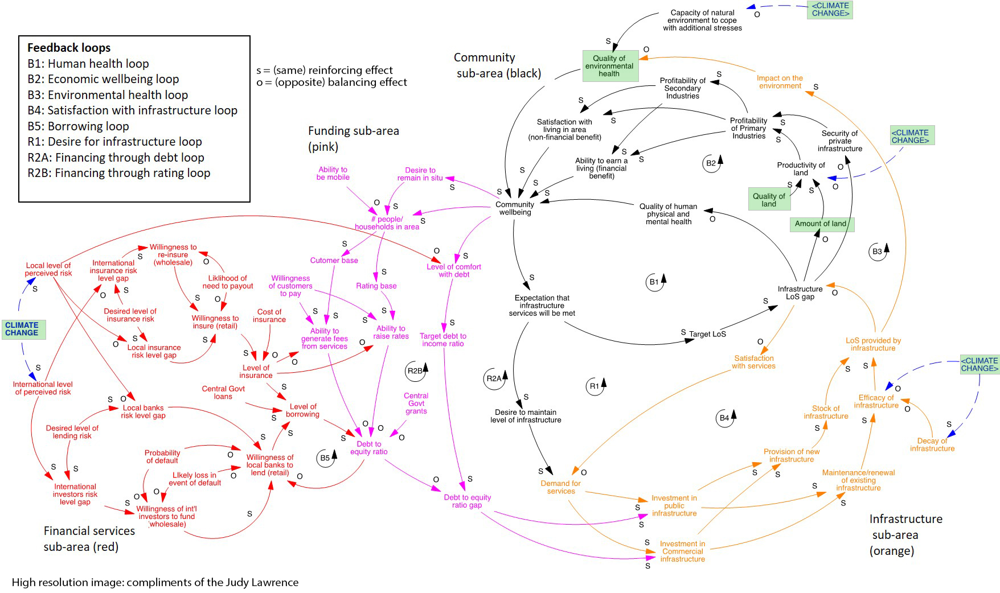 Feedback loops
B1: Human health loop
B2: Economic wellbeing loop
B3: Environmental health loop
B4: Satisfaction with infrastructure loop
B5: Borrowing loop
R1: Desire for infrastructure loop
R2A: Financing through debt loop
R2B: Financing through rating loop
s = (same) reinforcing effect
o = (opposite) balancing effect
Community
sub-area (black)
Capacity of natural
environment to cope
with additional stresses
O
<CLIMATE
CHANGE>
S
O
Quality of
environmental
health
Impact on the
environment
S
Profitability of
Secondary
Industries
S
S
S
Satisfaction with
living in area
(non-financial benefit)
Profitability
of Primary
Industries
S
S
Security of
private
infrastructure
<CLIMATE
CHANGE>
S
S
Ability to earn a
living (financial
benefit)
B2
Productivity of
land
O
O
S
S
Quality of
land
Amount of land
O
S
S
S
S
Community
wellbeing
Quality of human
physical and
mental health
O
B3
B1
Infrastructure
LoS gap
O
S
S
Expectation that
infrastructure
services will be met
S
Target LoS
O
Satisfaction
with services
LoS provided by
infrastructure
S
S
<CLIMATE
CHANGE>
O
Efficacy of
infrastructure
O
S
Decay of
infrastructure
Stock of
infrastructure
S
S
Provision of new
infrastructure
Maintenance/renewal
of existing
infrastructure
S
S
S
S
R2A
R1
B4
S
Desire to maintain
level of infrastructure
S
O
Demand for
services
Investment in
public
infrastructure
S
S
Investment in
Commercial
infrastructure
S
S
Infrastructure
sub-area
(orange)
Funding sub-area
(pink)
Ability to
be mobile
Desire to
remain in situ
S
O
S
S
# people/
households in area
S
Cutomer base
S
Rating base
O
S
Level of comfort
with debt
Willingness
of customers
to pay
S
S
S
S
Ability to
generate fees
from services
Ability to
raise rates
S
Target debt to
income ratio
O
R2B
Central
Govt
grants
O
O
O
Debt to
equity ratio
B5
O
S
Debt to equity
ratio gap
Local level of
perceived risk
S
International
insurance risk
level gap
S
Willingness to
re-insure
(wholesale)
O
Liklihood of
need to payout
O
S
Desired level of
insurance risk
S
O
S
O
Willingness to
insure (retail)
Cost of
insurance
Local insurance
risk level gap
S
CLIMATE
CHANGE
S
S
O
O
Level of
insurance
International level
of perceived risk
Central Govt
loans
S
S
Level of
borrowing
S
S
S
O
Local banks
risk level gap
Desired level of
lending risk
S
S
S
Probability
of default
O
LIkely loss in
event of default
O
Willingness of
local banks to
lend (retail)
O
International
investors risk
level gap
S
O
O
Willingness of int'l
investors to fund
(wholesale)
S
Financial services
sub-area (red)
High resolution image: compliments of the Judy Lawrence